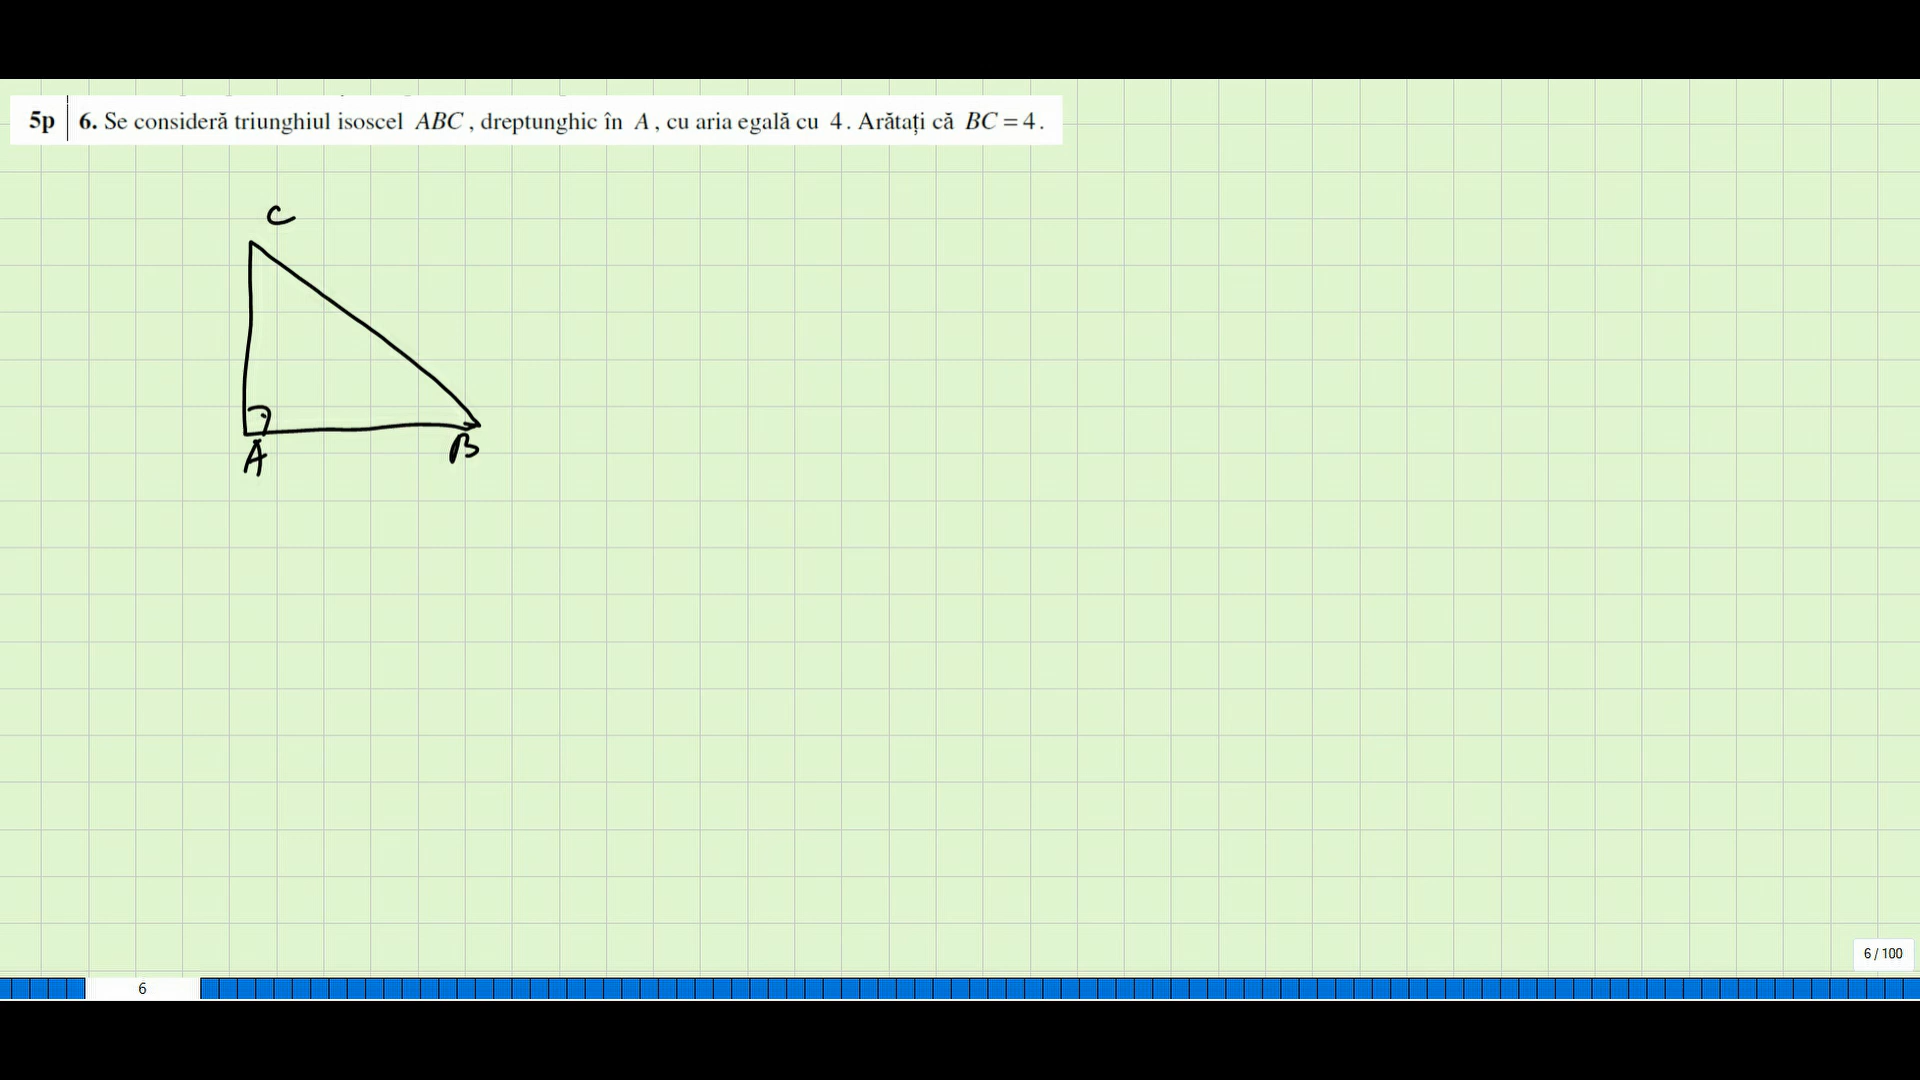 5p 6. Se consideră triunghiul isoscel ABC, dreptunghic în A, cu aria egală cu 4. Arătați că BC = 4.
C
A
B
6 / 100
6